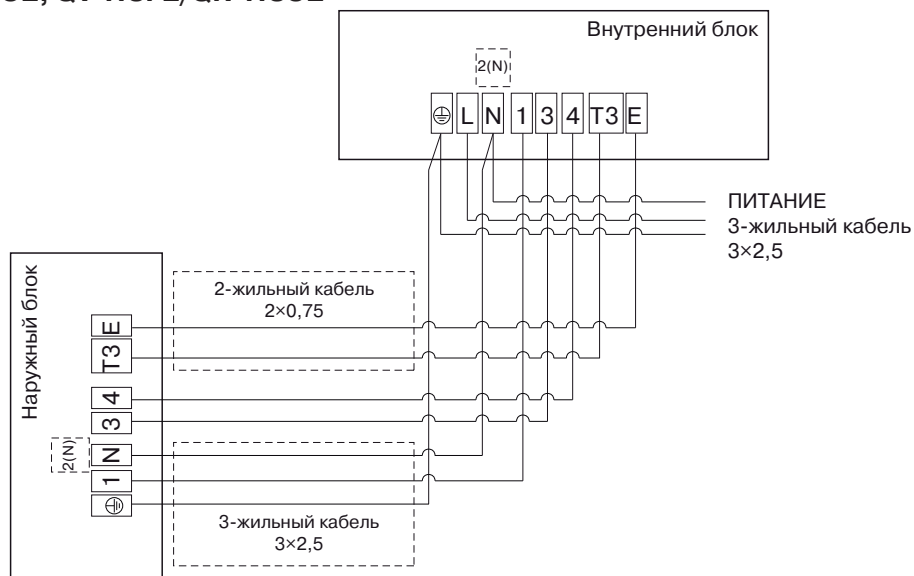 Внутренний блок
2(N)
L N 1 3 4 T3 E
ПИТАНИЕ
3-жильный кабель
3×2,5
Наружный блок
2-жильный кабель
2×0,75
E
T3
4
3
2(N)
N
1
3-жильный кабель
3×2,5